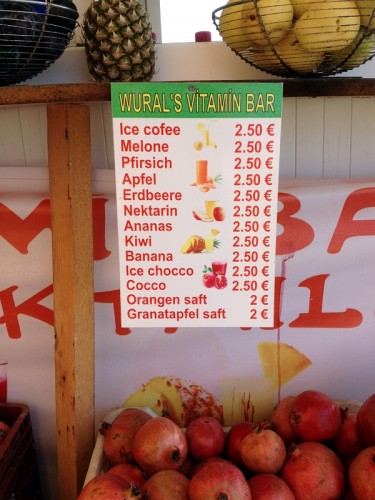 WURAL'S VİTAMİN BAR
Ice cofee 2.50 €
Melone 2.50 €
Pfirsich 2.50 €
Apfel 2.50 €
Erdbeere 2.50 €
Nektarin 2.50 €
Ananas 2.50 €
Kiwi 2.50 €
Banana 2.50 €
Ice chocco 2.50 €
Cocco 2.50 €
Orangen saft 2 €
Granatapfel saft 2 €